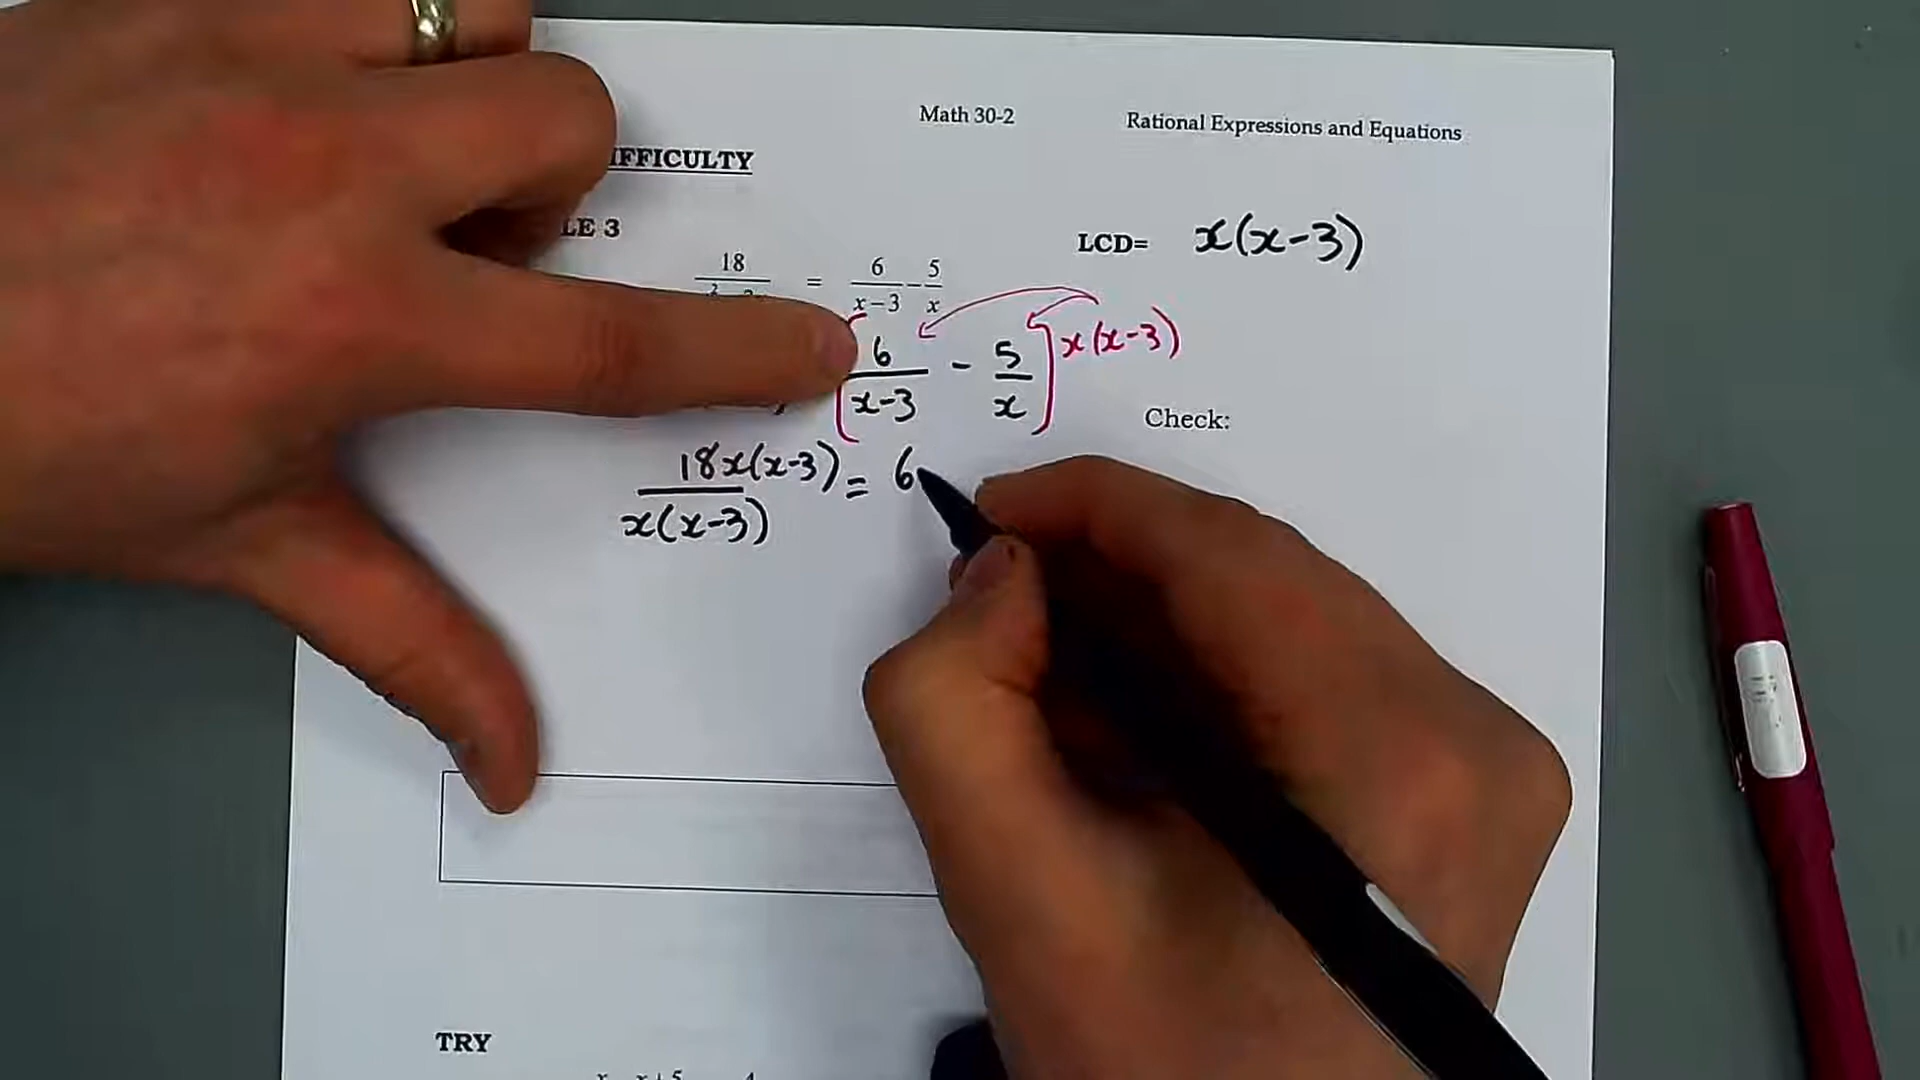 Math 30-2 Rational Expressions and Equations
IFFICULTY
LE 3
LCD= x(x-3)
18 = 6/x-3 - 5/x
[6/x-3 - 5/x] x(x-3)
Check:
18x(x-3)/x(x-3) = 6
TRY